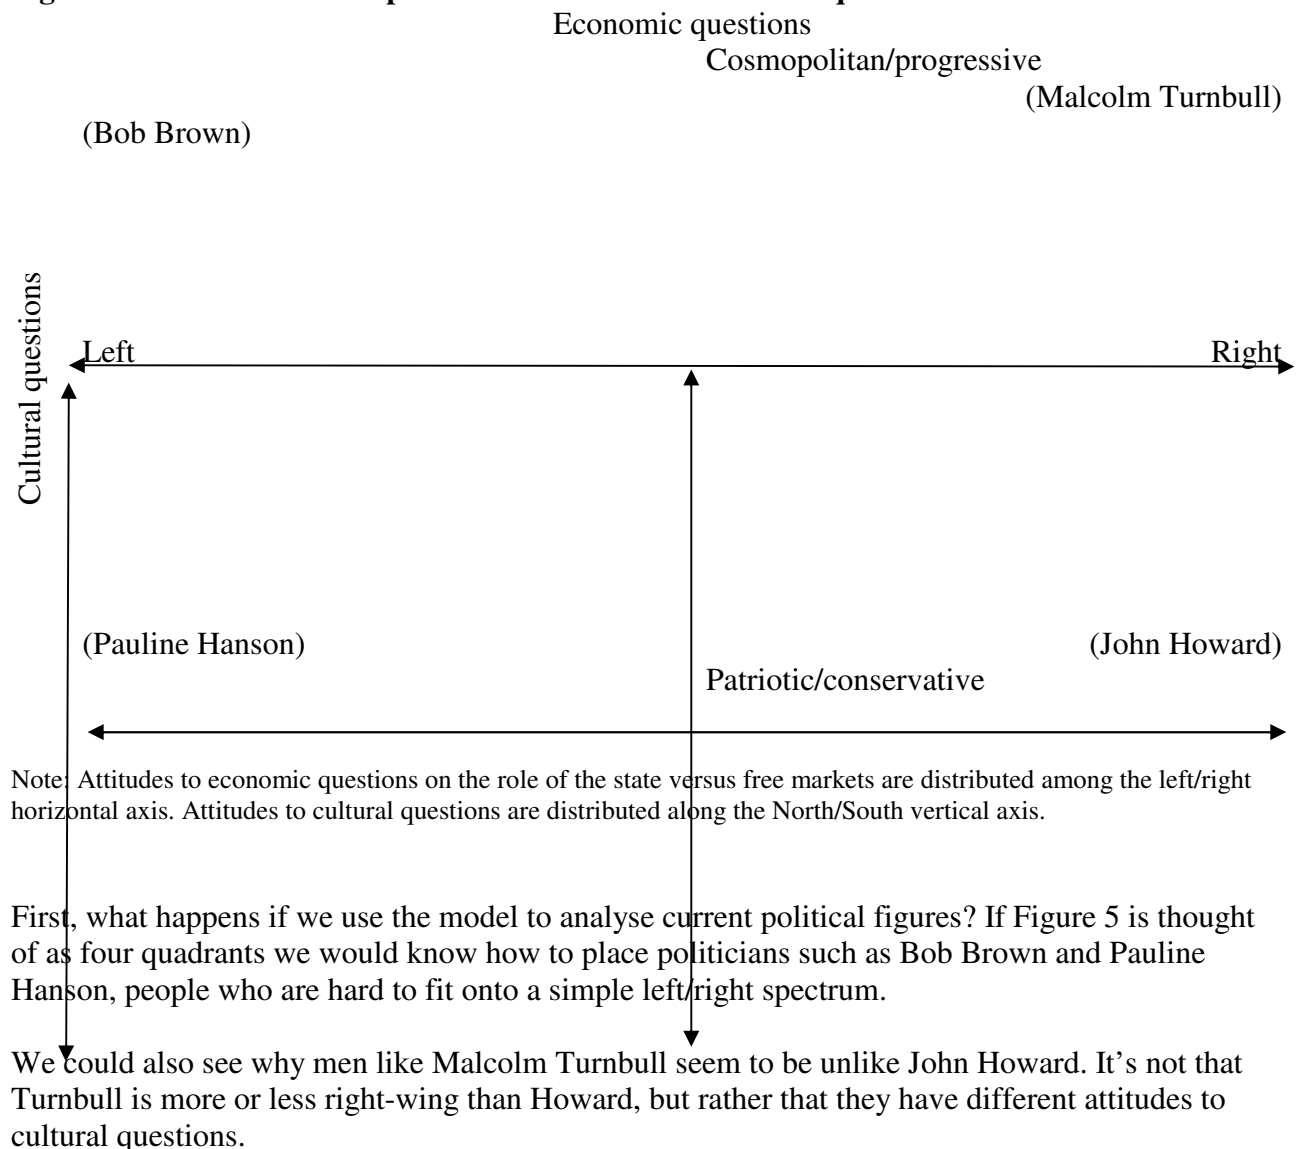 Economic questions
Cosmopolitan/progressive
(Malcolm Turnbull)
(Bob Brown)
Cultural questions
Left Right
(Pauline Hanson) (John Howard)
Patriotic/conservative
Note: Attitudes to economic questions on the role of the state versus free markets are distributed among the left/right
horizontal axis. Attitudes to cultural questions are distributed along the North/South vertical axis.
First, what happens if we use the model to analyse current political figures? If Figure 5 is thought
of as four quadrants we would know how to place politicians such as Bob Brown and Pauline
Hanson, people who are hard to fit onto a simple left/right spectrum.
We could also see why men like Malcolm Turnbull seem to be unlike John Howard. It’s not that
Turnbull is more or less right-wing than Howard, but rather that they have different attitudes to
cultural questions.